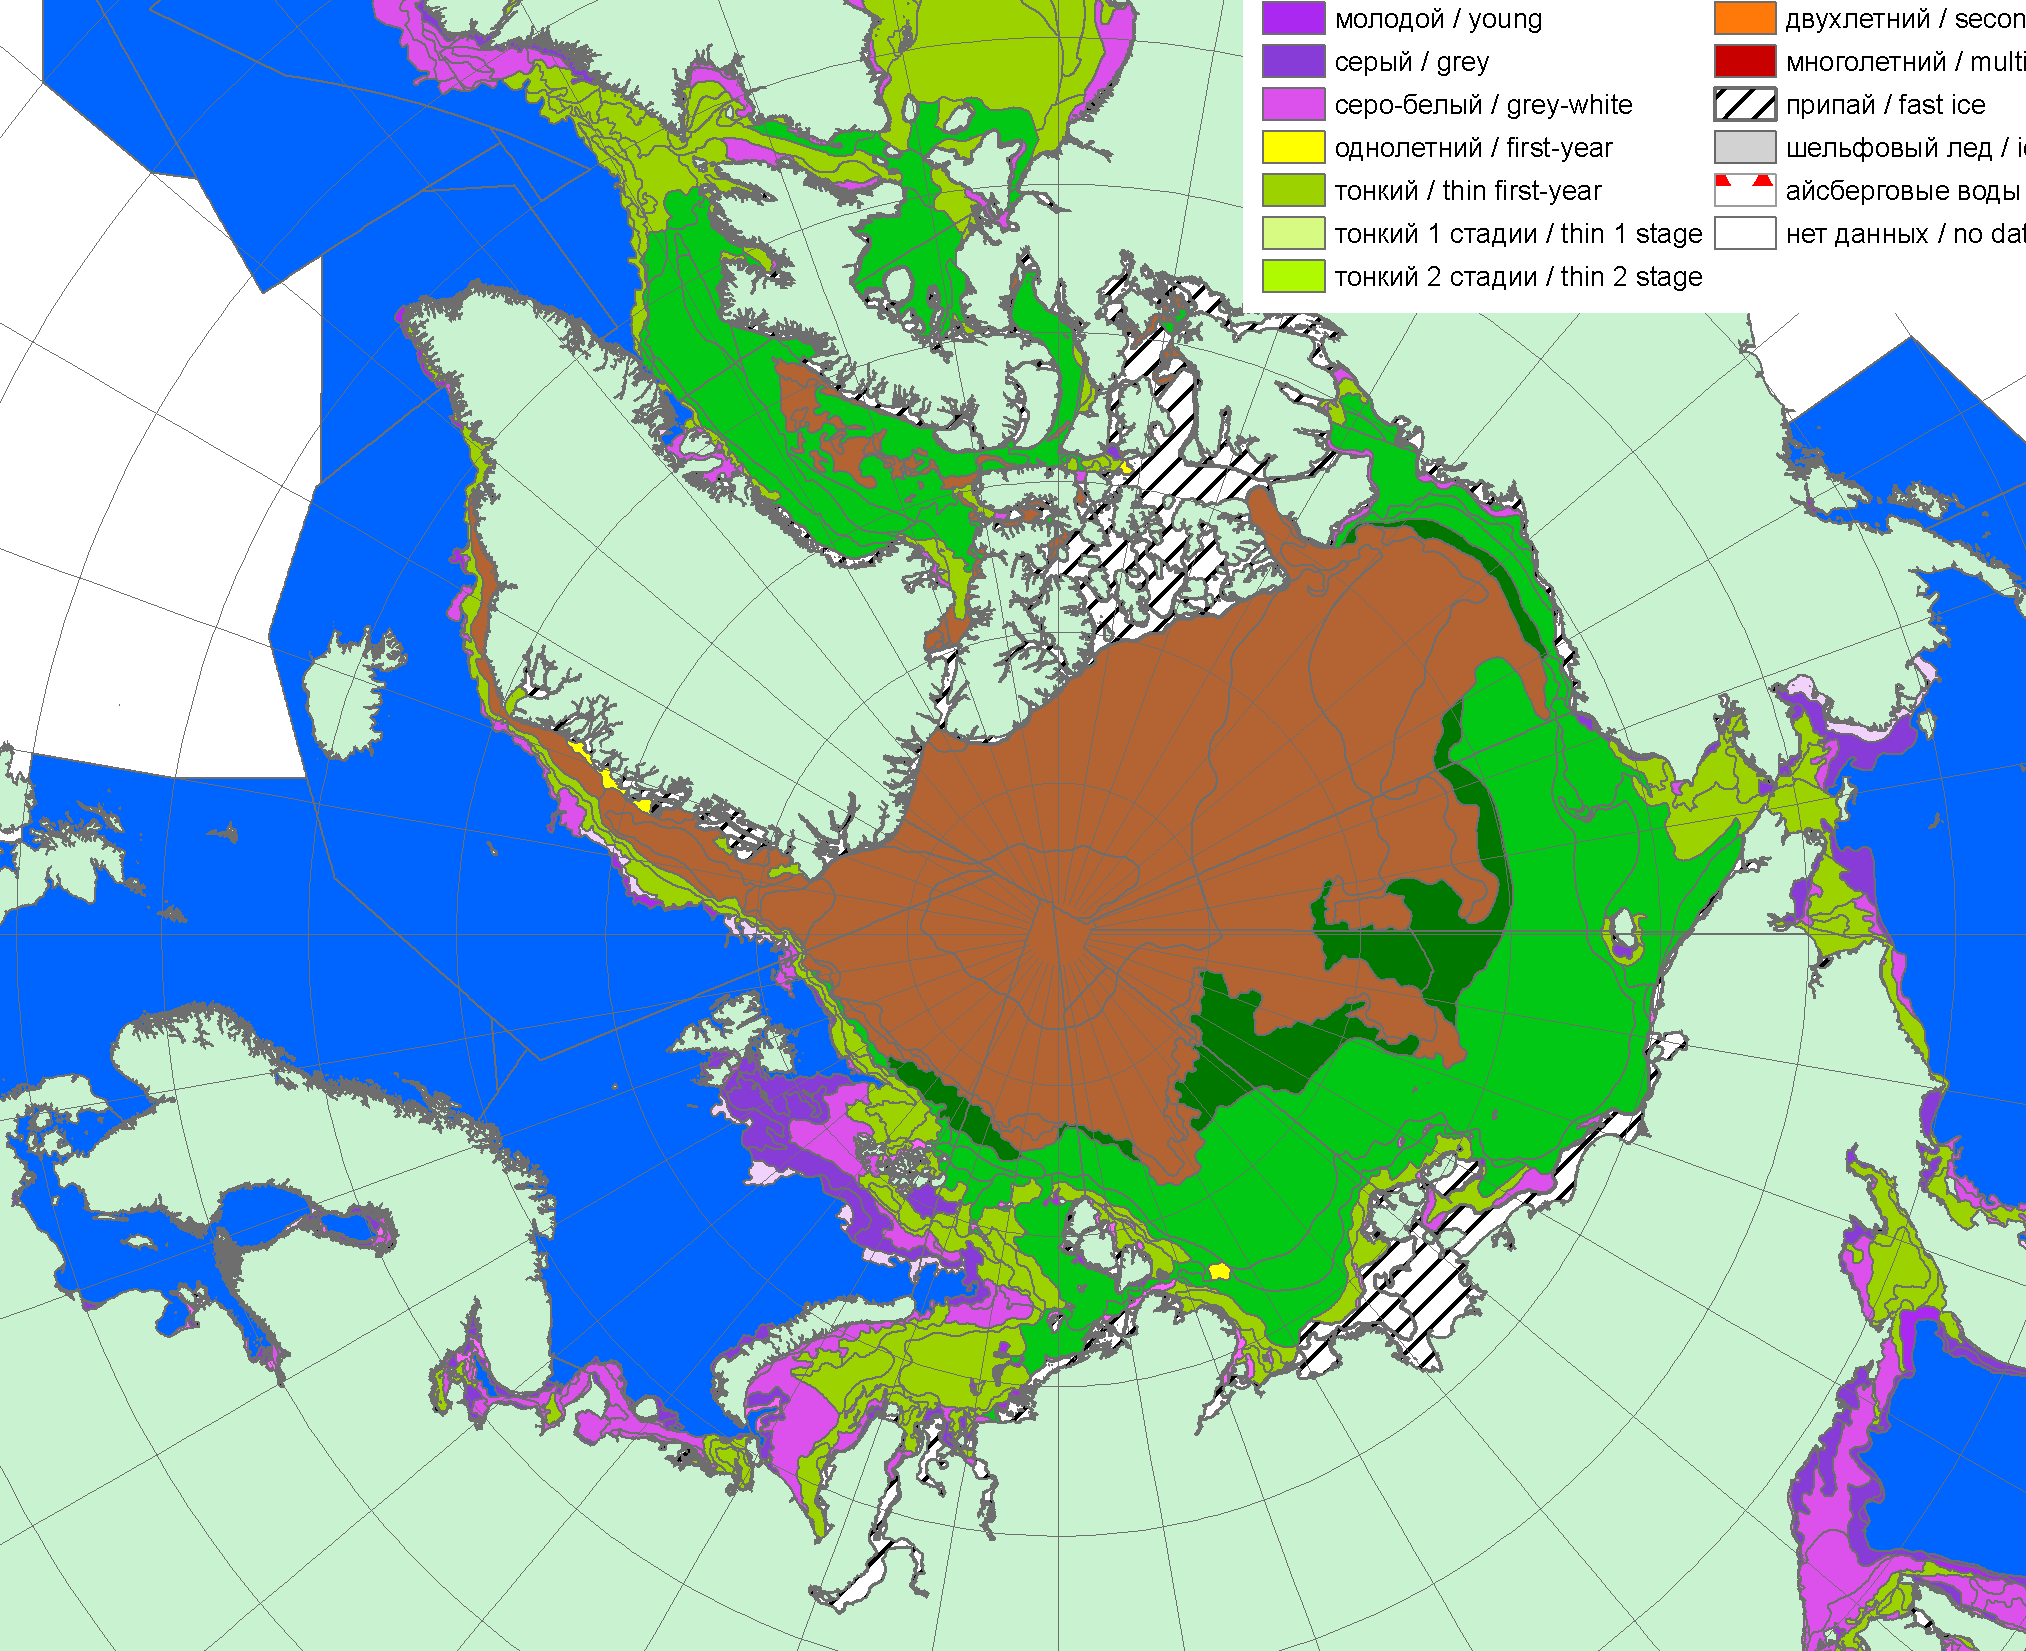 молодой / young
серый / grey
серо-белый / grey-white
однолетний / first-year
тонкий / thin first-year
тонкий 1 стадии / thin 1 stage
тонкий 2 стадии / thin 2 stage
двухлетний / secon
многолетний / multi
припай / fast ice
шельфовый лед /
айсберговые воды
нет данных / no dat